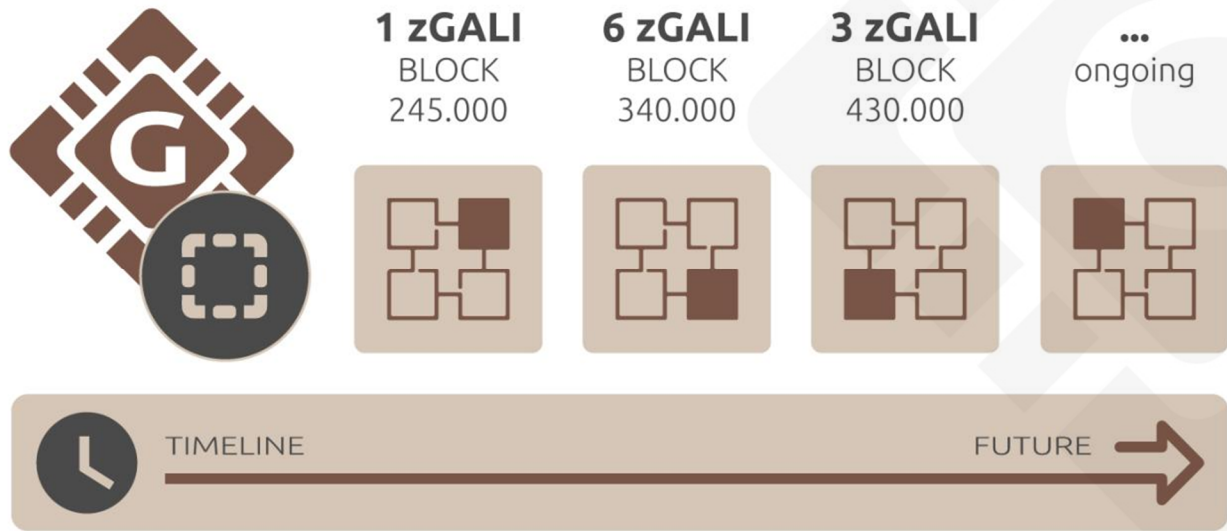 G
1 zGALI
BLOCK
245.000
6 zGALI
BLOCK
340.000
3 zGALI
BLOCK
430.000
...
ongoing
TIMELINE
FUTURE